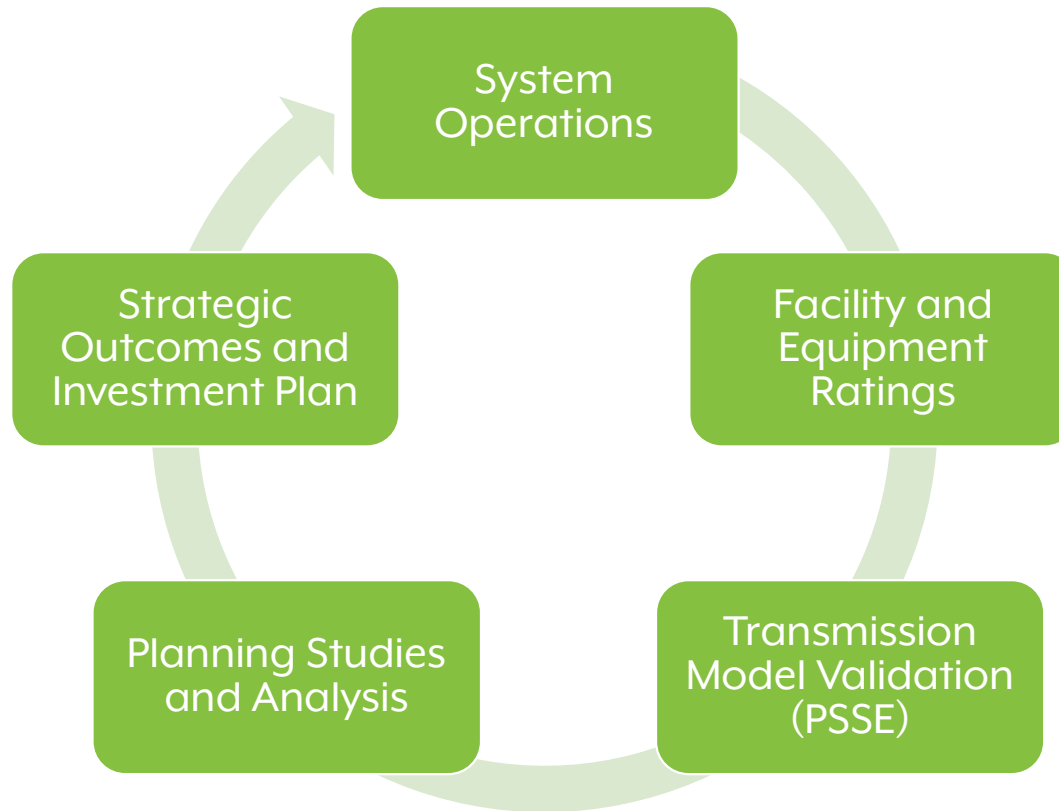 System
Operations
Facility and
Equipment
Ratings
Transmission
Model Validation
(PSSE)
Planning Studies
and Analysis
Strategic
Outcomes and
Investment Plan